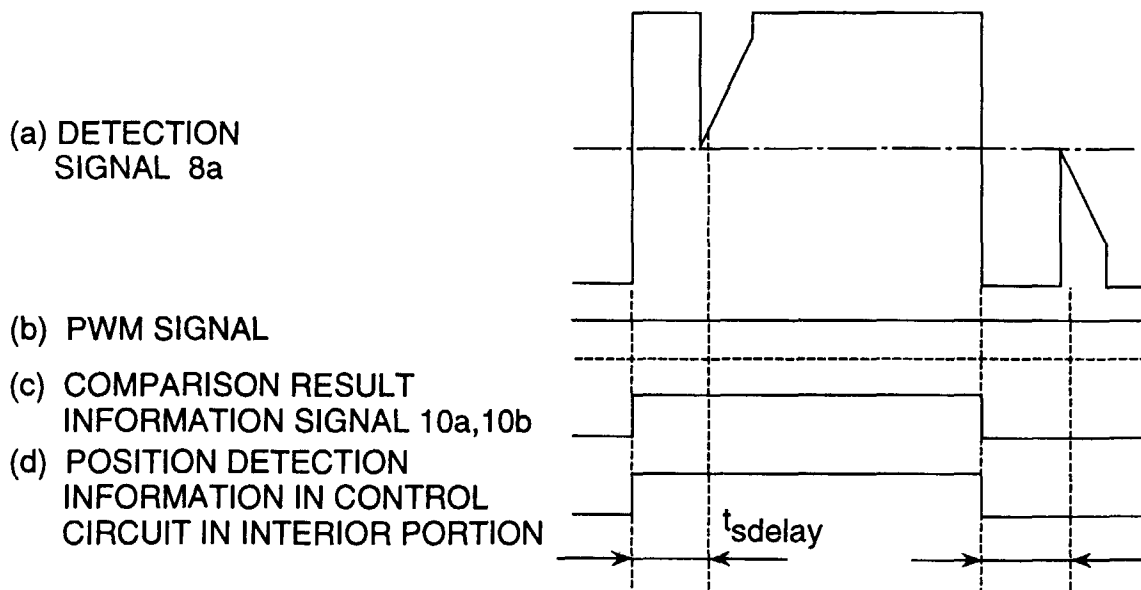 (a) DETECTION
SIGNAL 8a
(b) PWM SIGNAL
(c) COMPARISON RESULT
INFORMATION SIGNAL 10a,10b
(d) POSITION DETECTION
INFORMATION IN CONTROL
CIRCUIT IN INTERIOR PORTION
tsdelay